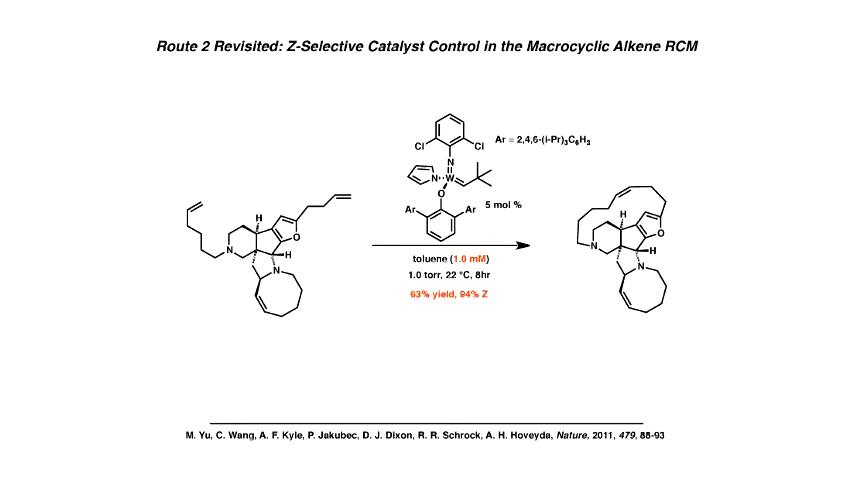 Route 2 Revisited: Z-Selective Catalyst Control in the Macrocyclic Alkene RCM
Cl
Cl
Ar = 2,4,6-(i-Pr)₃C₆H₂
N
N
W
O
Ar
Ar
5 mol %
H
O
N
H
N
toluene (1.0 mM)
1.0 torr, 22 °C, 8hr
63% yield, 94% Z
H
O
N
H
N
M. Yu, C. Wang, A. F. Kyle, P. Jakubec, D. J. Dixon, R. R. Schrock, A. H. Hoveyda, Nature, 2011, 479, 88-93